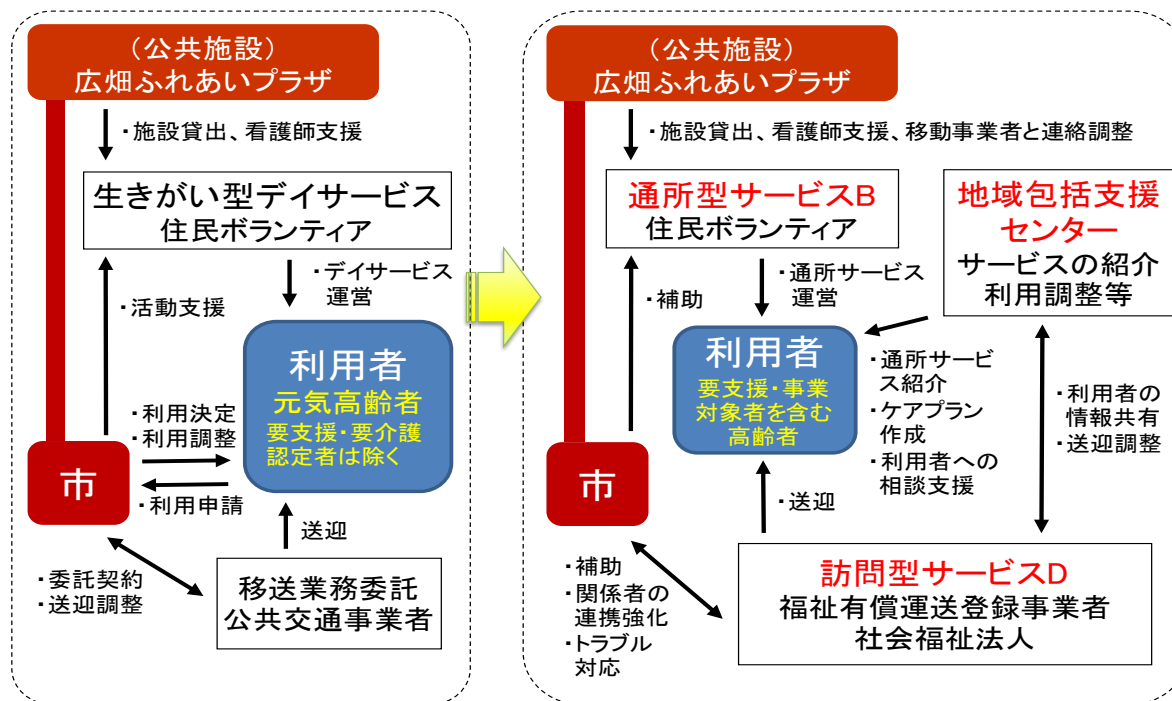 （公共施設）
広畑ふれあいプラザ
・施設貸出、看護師支援
生きがい型デイサービス
住民ボランティア
・デイサービス
運営
・活動支援
利用者
元気高齢者
要支援・要介護
認定者は除く
・利用決定
・利用調整
市
・利用申請
送迎
・委託契約
・送迎調整
移送業務委託
公共交通事業者
（公共施設）
広畑ふれあいプラザ
・施設貸出、看護師支援、移動事業者と連絡調整
通所型サービスB
住民ボランティア
地域包括支援
センター
サービスの紹介
利用調整等
・通所サービス
運営
・補助
利用者
要支援・事業
対象者を含む
高齢者
・通所サービ
ス紹介
・ケアプラン
作成
・利用者への
相談支援
・利用者の
情報共有
・送迎調整
市
・送迎
・補助
・関係者の
連携強化
・トラブル
対応
訪問型サービスD
福祉有償運送登録事業者
社会福祉法人